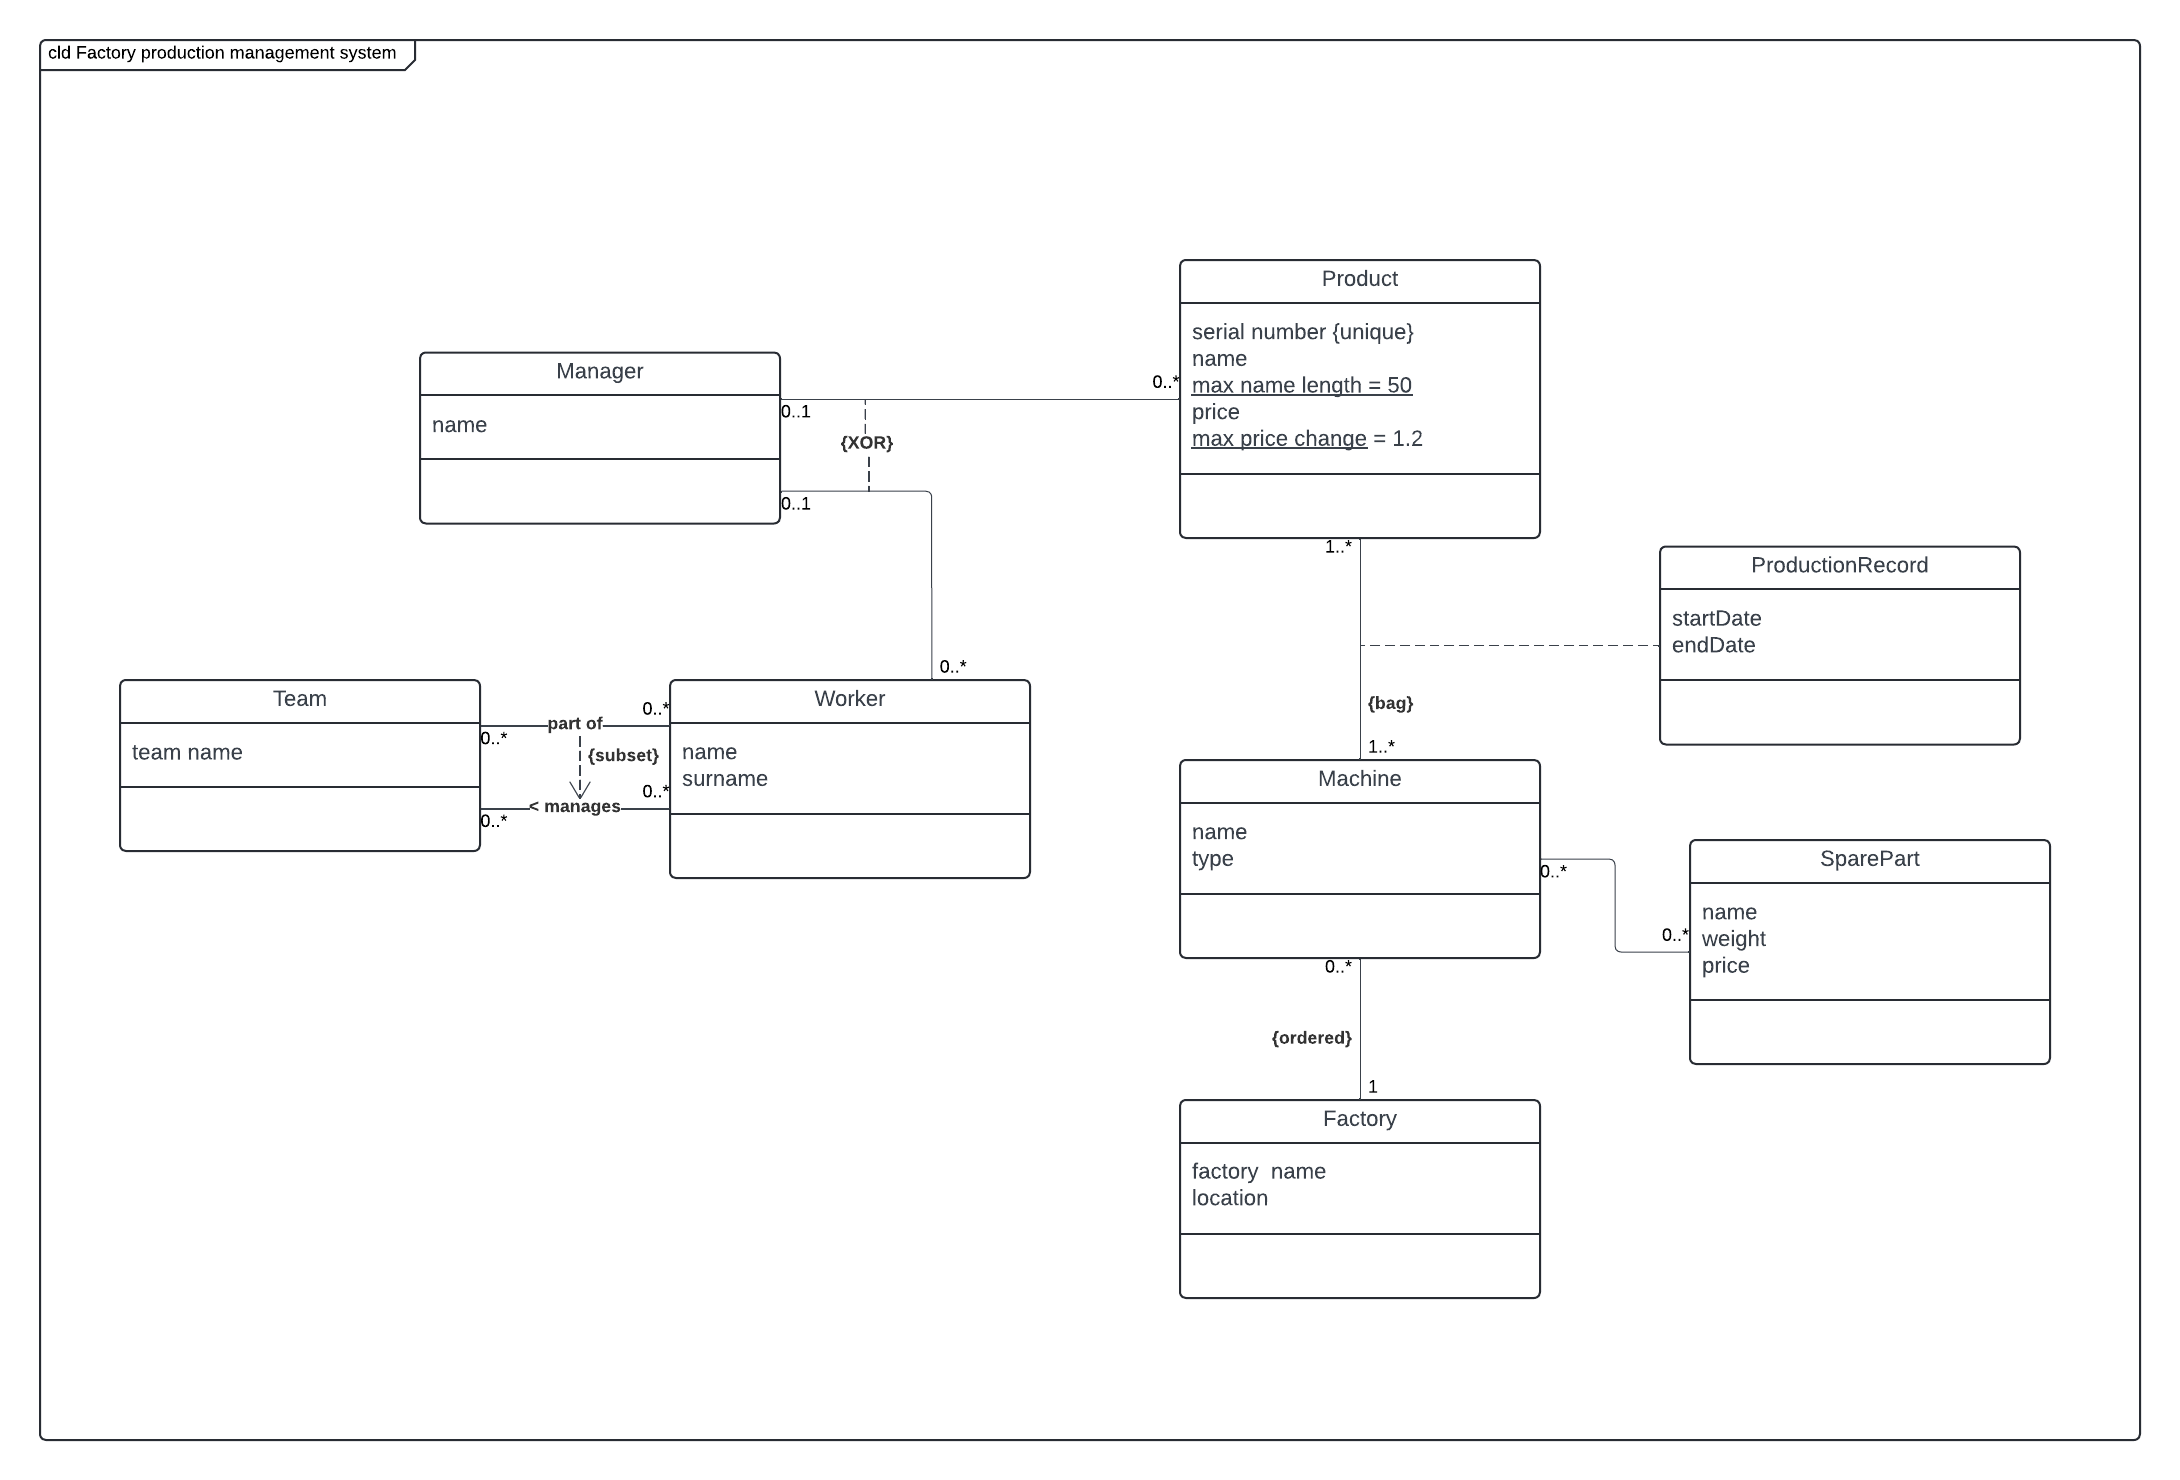 cld Factory production management system
Product
serial number {unique}
name
max name length = 50
price
max price change = 1.2
Manager
name
0..1
0..*
{XOR}
0..1
0..*
1..*
ProductionRecord
startDate
endDate
{bag}
1..*
Team
team name
Worker
name
surname
0..*
part of
0..*
{subset}
0..*
< manages
0..*
Machine
name
type
0..*
SparePart
name
weight
price
0..*
0..*
{ordered}
1
Factory
factory  name
location